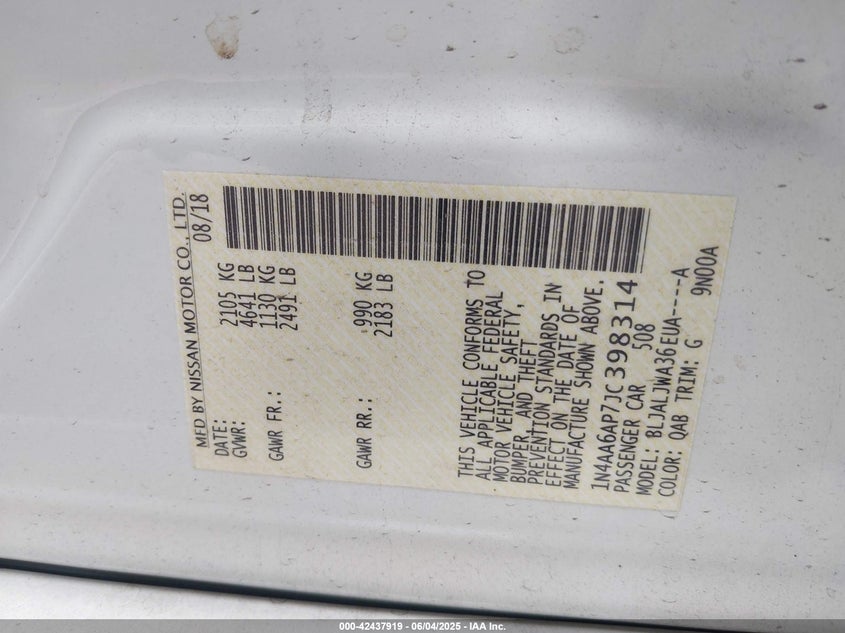 MFD BY NISSAN MOTOR CO., LTD.
DATE: 08/18
GVWR: 2105 KG
4641 LB
GAWR FR.: 1130 KG
2491 LB
GAWR RR.: 990 KG
2183 LB
THIS VEHICLE CONFORMS TO
ALL APPLICABLE FEDERAL
MOTOR VEHICLE SAFETY,
BUMPER, AND THEFT
PREVENTION STANDARDS IN
EFFECT ON THE DATE OF
MANUFACTURE SHOWN ABOVE.
1N4AA6AP7JC398314
PASSENGER CAR 508
MODEL: BLJALJWA36EUA-----A
COLOR: QAB TRIM: G 9N00A
000-42437919 - 06/04/2025 - IAA Inc.